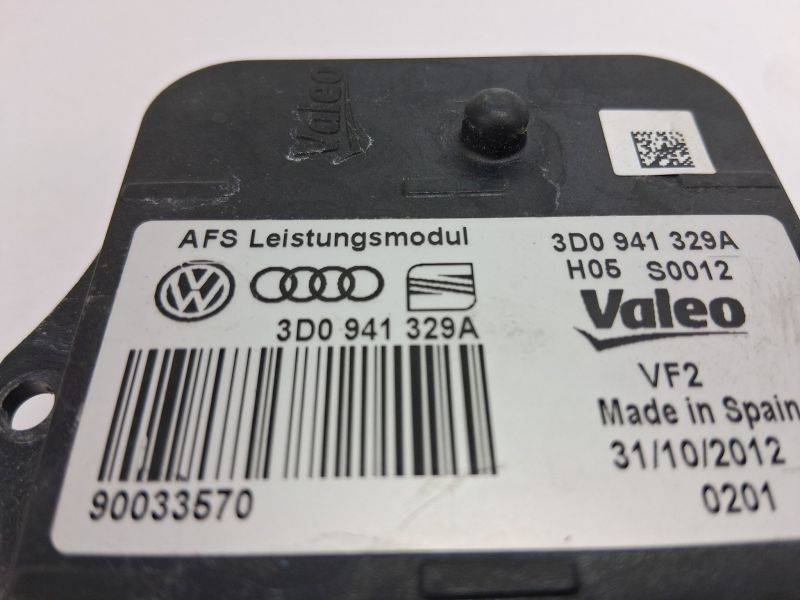 Valeo
AFS Leistungsmodul
3D0 941 329A
H05 S0012
Valeo
3D0 941 329A
VF2
Made in Spain
31/10/2012
90033570
0201